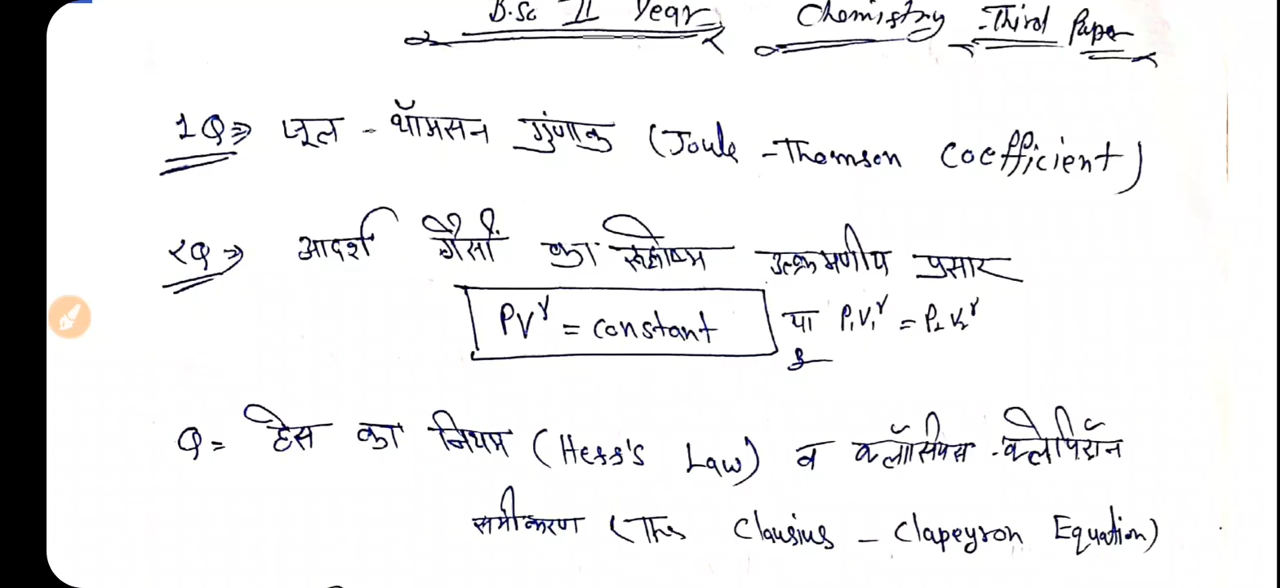 B.Sc II Year Chemistry - Third Paper
1Q⇒ जूल - थॉमसन गुणांक (Joule - Thomson Coefficient)
2Q⇒ आदर्श गैसों का रूद्धोष्म उत्क्रमणीय प्रसार
PV^γ = constant या P₁V₁^γ = P₂V₂^γ
Q= हेस का नियम (Hess's Law) व क्लॉसियस - क्लेपिरॉन
समीकरण (The Clausius - Clapeyron Equation)